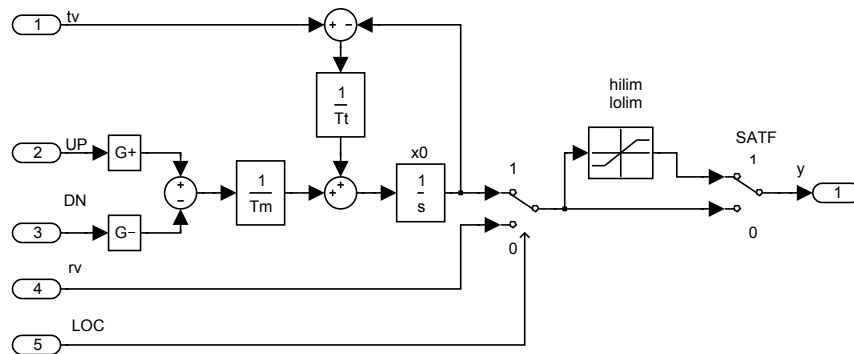 1
tv
+
−
1
Tt
hilim
lolim
2
UP
G+
+
−
1
Tm
+
+
x0
1
s
1
SATF
1
y
1
DN
3
G−
0
0
rv
4
LOC
5